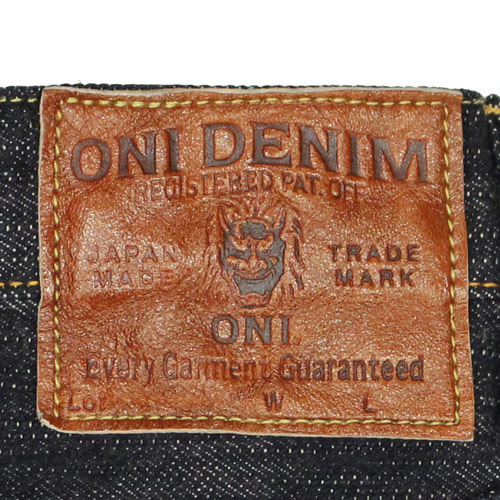 ONI DENIM
REGISTERED PAT. OFF.
JAPAN TRADE
MADE MARK
ONI.
Every Garment Guaranteed
Lot W L